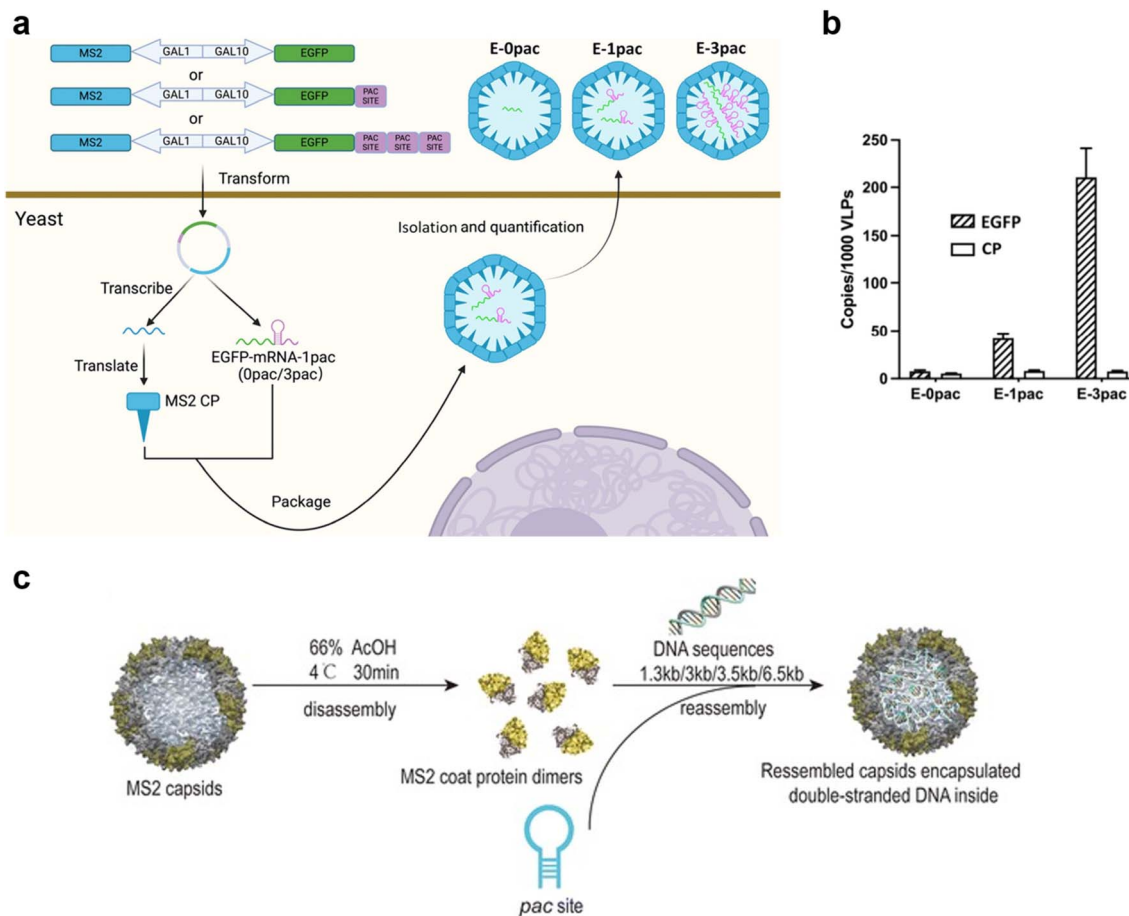 a
MS2 GAL1 GAL10 EGFP
or
MS2 GAL1 GAL10 EGFP PAC SITE
or
MS2 GAL1 GAL10 EGFP PAC SITE PAC SITE PAC SITE
E-0pac E-1pac E-3pac
Transform
Yeast
Isolation and quantification
Transcribe
EGFP-mRNA-1pac
(0pac/3pac)
Translate
MS2 CP
Package
b
Copies/1000 VLPs
250
200
150
100
50
0
EGFP
CP
E-0pac E-1pac E-3pac
c
66% AcOH
4℃ 30min
disassembly
DNA sequences
1.3kb/3kb/3.5kb/6.5kb
reassembly
MS2 capsids
MS2 coat protein dimers
Ressembled capsids encapsulated
double-stranded DNA inside
pac site